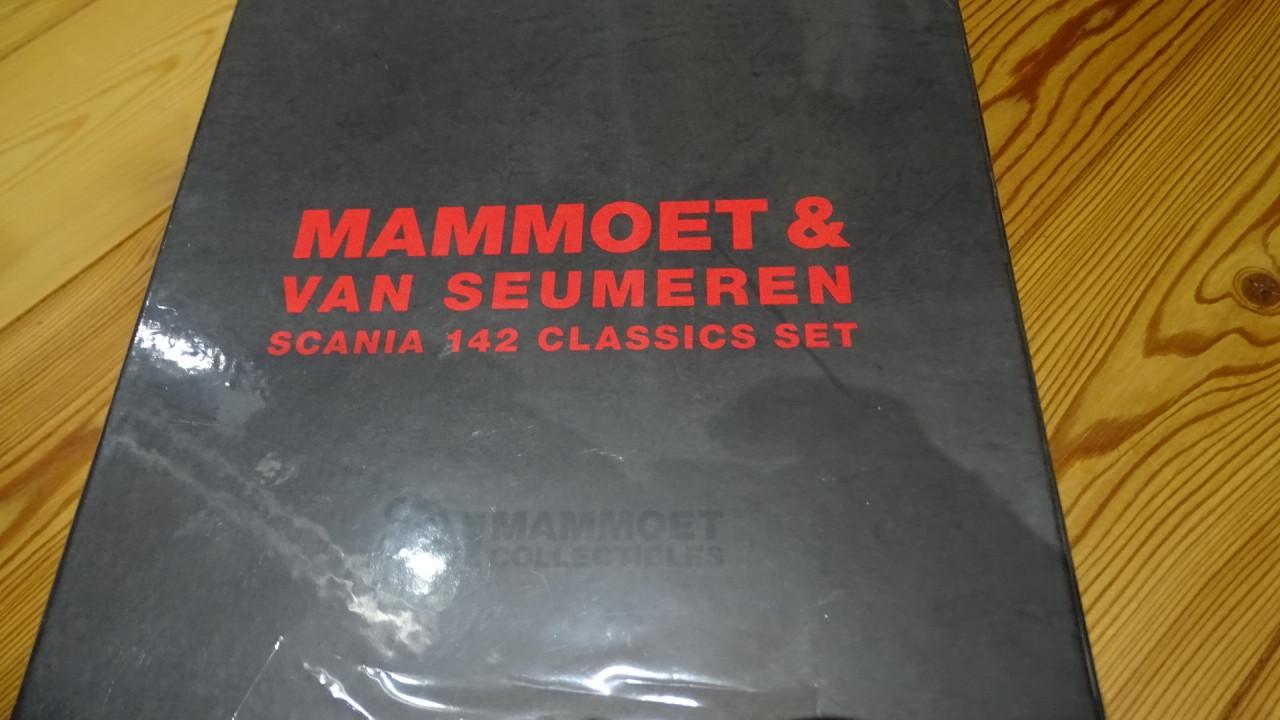 MAMMOET &
VAN SEUMEREN
SCANIA 142 CLASSICS SET
MAMMOET
COLLECTIBLES